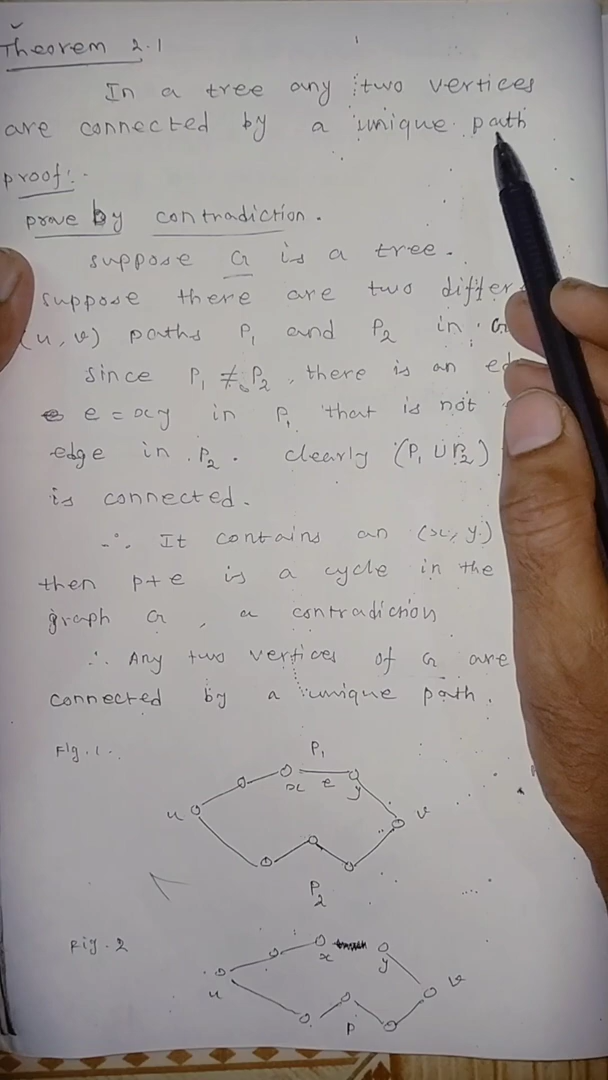 Theorem 2.1
In a tree any two vertices
are connected by a unique path
proof:-
prove by contradiction.
suppose G is a tree.
suppose there are two differ
(u, v) paths P₁ and P₂ in G
since P₁ ≠ P₂, there is an ed
e = xy in P₁ that is not
edge in P₂. clearly (P₁ ∪ P₂)
is connected.
∴ It contains an (x, y)
then p+e is a cycle in the
graph G, a contradiction
∴ Any two vertices of G are
connected by a unique path.
Fig. 1.
P₁
x e y
u v
P₂
Fig. 2
x y
u v
P